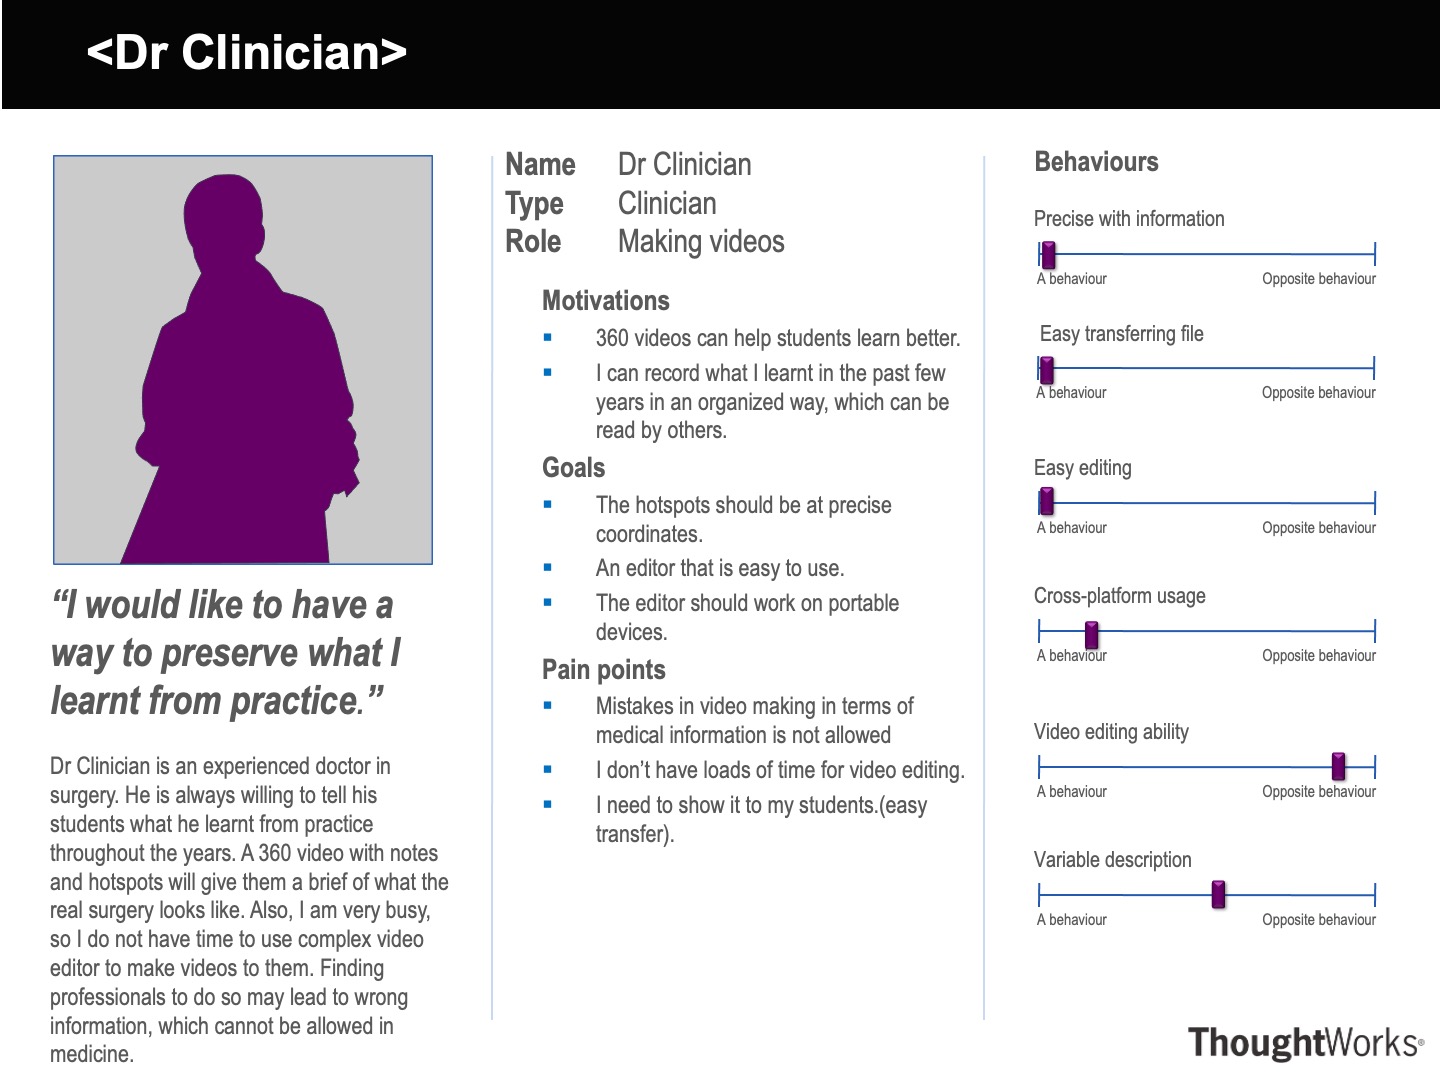 <Dr Clinician>
“I would like to have a
way to preserve what I
learnt from practice.”
Dr Clinician is an experienced doctor in
surgery. He is always willing to tell his
students what he learnt from practice
throughout the years. A 360 video with notes
and hotspots will give them a brief of what the
real surgery looks like. Also, I am very busy,
so I do not have time to use complex video
editor to make videos to them. Finding
professionals to do so may lead to wrong
information, which cannot be allowed in
medicine.
Name Dr Clinician
Type Clinician
Role Making videos
Motivations
360 videos can help students learn better.
I can record what I learnt in the past few
years in an organized way, which can be
read by others.
Goals
The hotspots should be at precise
coordinates.
An editor that is easy to use.
The editor should work on portable
devices.
Pain points
Mistakes in video making in terms of
medical information is not allowed
I don’t have loads of time for video editing.
I need to show it to my students.(easy
transfer).
Behaviours
Precise with information
A behaviour Opposite behaviour
Easy transferring file
A behaviour Opposite behaviour
Easy editing
A behaviour Opposite behaviour
Cross-platform usage
A behaviour Opposite behaviour
Video editing ability
A behaviour Opposite behaviour
Variable description
A behaviour Opposite behaviour
ThoughtWorks®